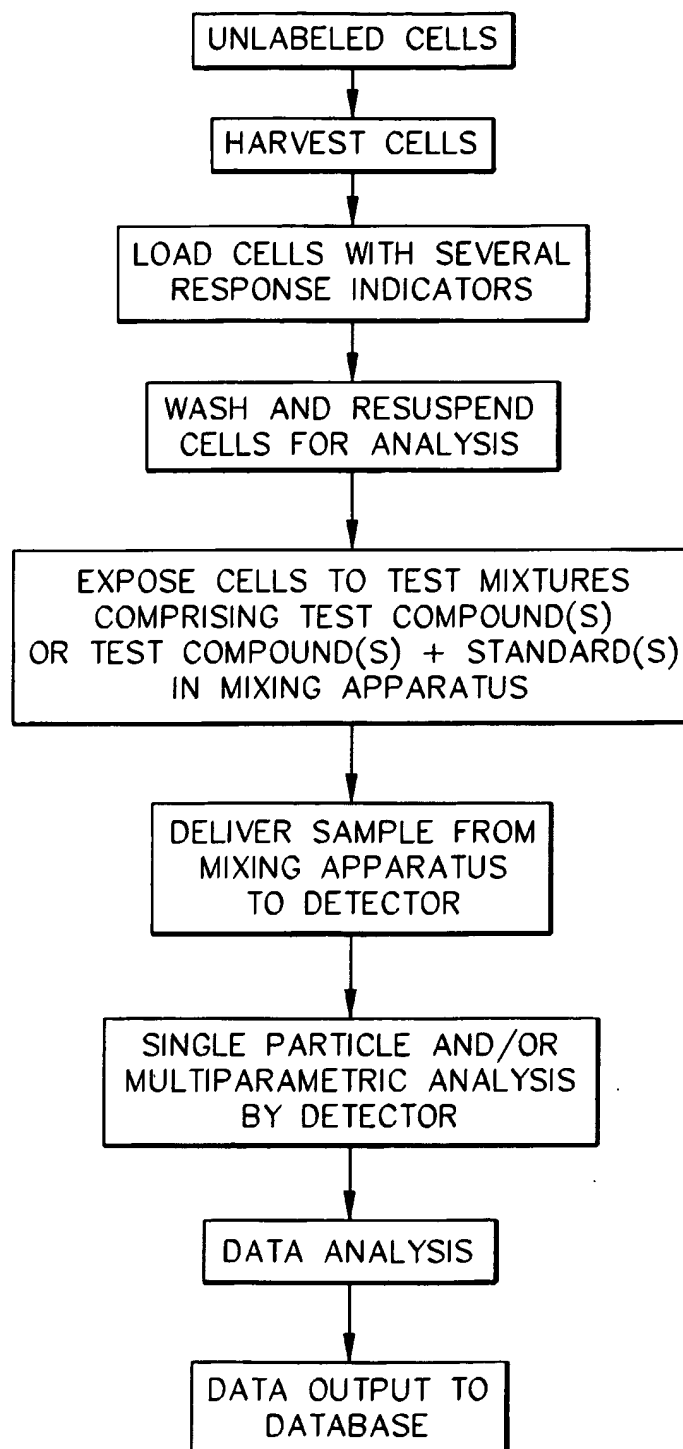 UNLABELED CELLS
HARVEST CELLS
LOAD CELLS WITH SEVERAL
RESPONSE INDICATORS
WASH AND RESUSPEND
CELLS FOR ANALYSIS
EXPOSE CELLS TO TEST MIXTURES
COMPRISING TEST COMPOUND(S)
OR TEST COMPOUND(S) + STANDARD(S)
IN MIXING APPARATUS
DELIVER SAMPLE FROM
MIXING APPARATUS
TO DETECTOR
SINGLE PARTICLE AND/OR
MULTIPARAMETRIC ANALYSIS
BY DETECTOR
DATA ANALYSIS
DATA OUTPUT TO
DATABASE